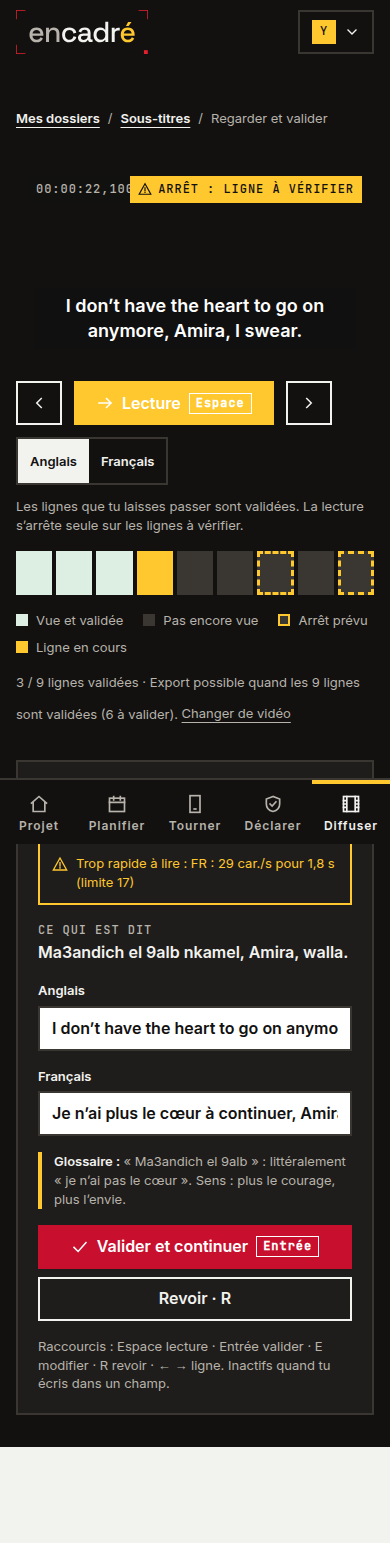 encadré
Y
Mes dossiers / Sous-titres / Regarder et valider
00:00:22,100
ARRÊT : LIGNE À VÉRIFIER
I don’t have the heart to go on
anymore, Amira, I swear.
Lecture Espace
Anglais Français
Les lignes que tu laisses passer sont validées. La lecture
s’arrête seule sur les lignes à vérifier.
Vue et validée Pas encore vue Arrêt prévu
Ligne en cours
3 / 9 lignes validées · Export possible quand les 9 lignes
sont validées (6 à valider). Changer de vidéo
Projet Planifier Tourner Déclarer Diffuser
Trop rapide à lire : FR : 29 car./s pour 1,8 s
(limite 17)
CE QUI EST DIT
Ma3andich el 9alb nkamel, Amira, walla.
Anglais
I don’t have the heart to go on anymo
Français
Je n’ai plus le cœur à continuer, Amir
Glossaire : « Ma3andich el 9alb » : littéralement
« je n’ai pas le cœur ». Sens : plus le courage,
plus l’envie.
Valider et continuer Entrée
Revoir · R
Raccourcis : Espace lecture · Entrée valider · E
modifier · R revoir · ← → ligne. Inactifs quand tu
écris dans un champ.